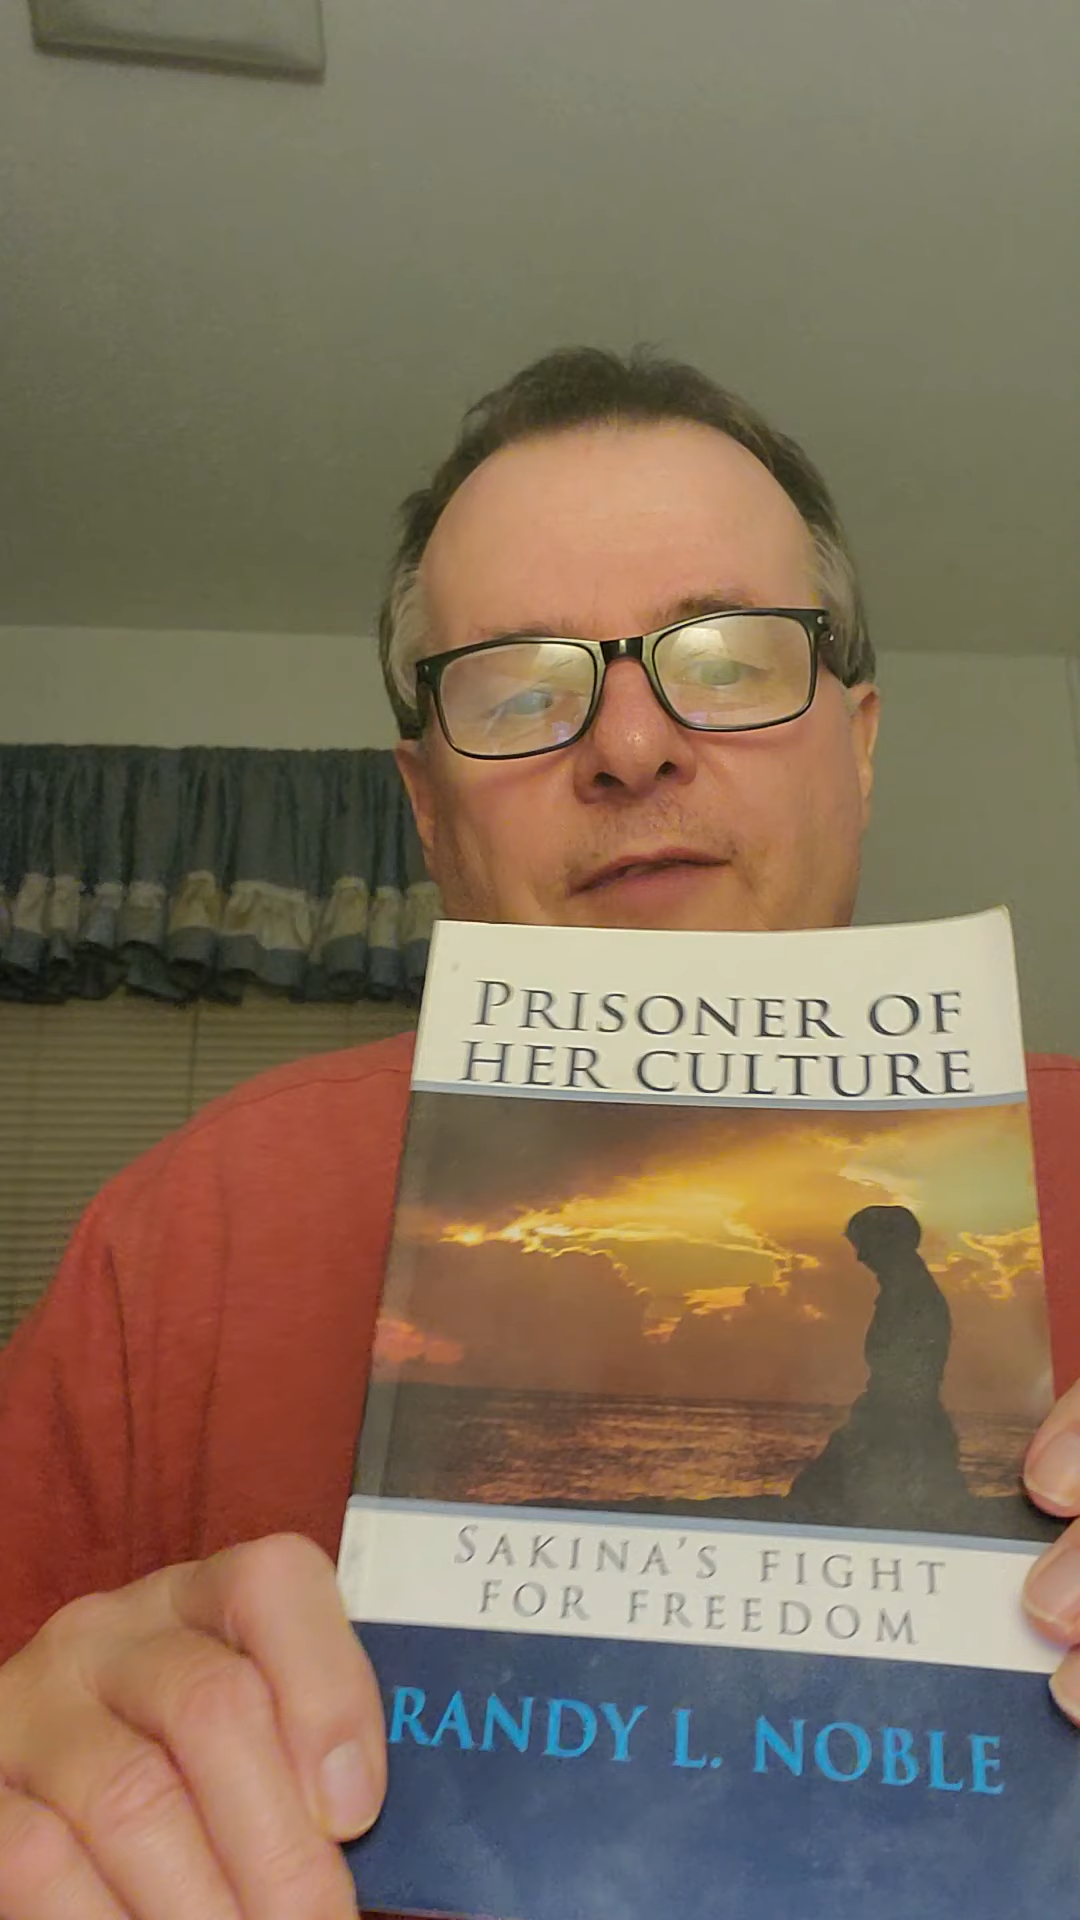 PRISONER OF
HER CULTURE
SAKINA'S FIGHT
FOR FREEDOM
RANDY L. NOBLE